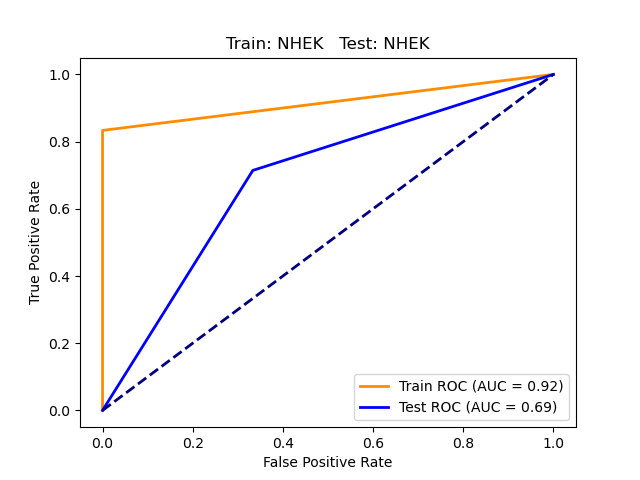 Train: NHEK   Test: NHEK
True Positive Rate
1.0
0.8
0.6
0.4
0.2
0.0
Train ROC (AUC = 0.92)
Test ROC (AUC = 0.69)
0.0 0.2 0.4 0.6 0.8 1.0
False Positive Rate